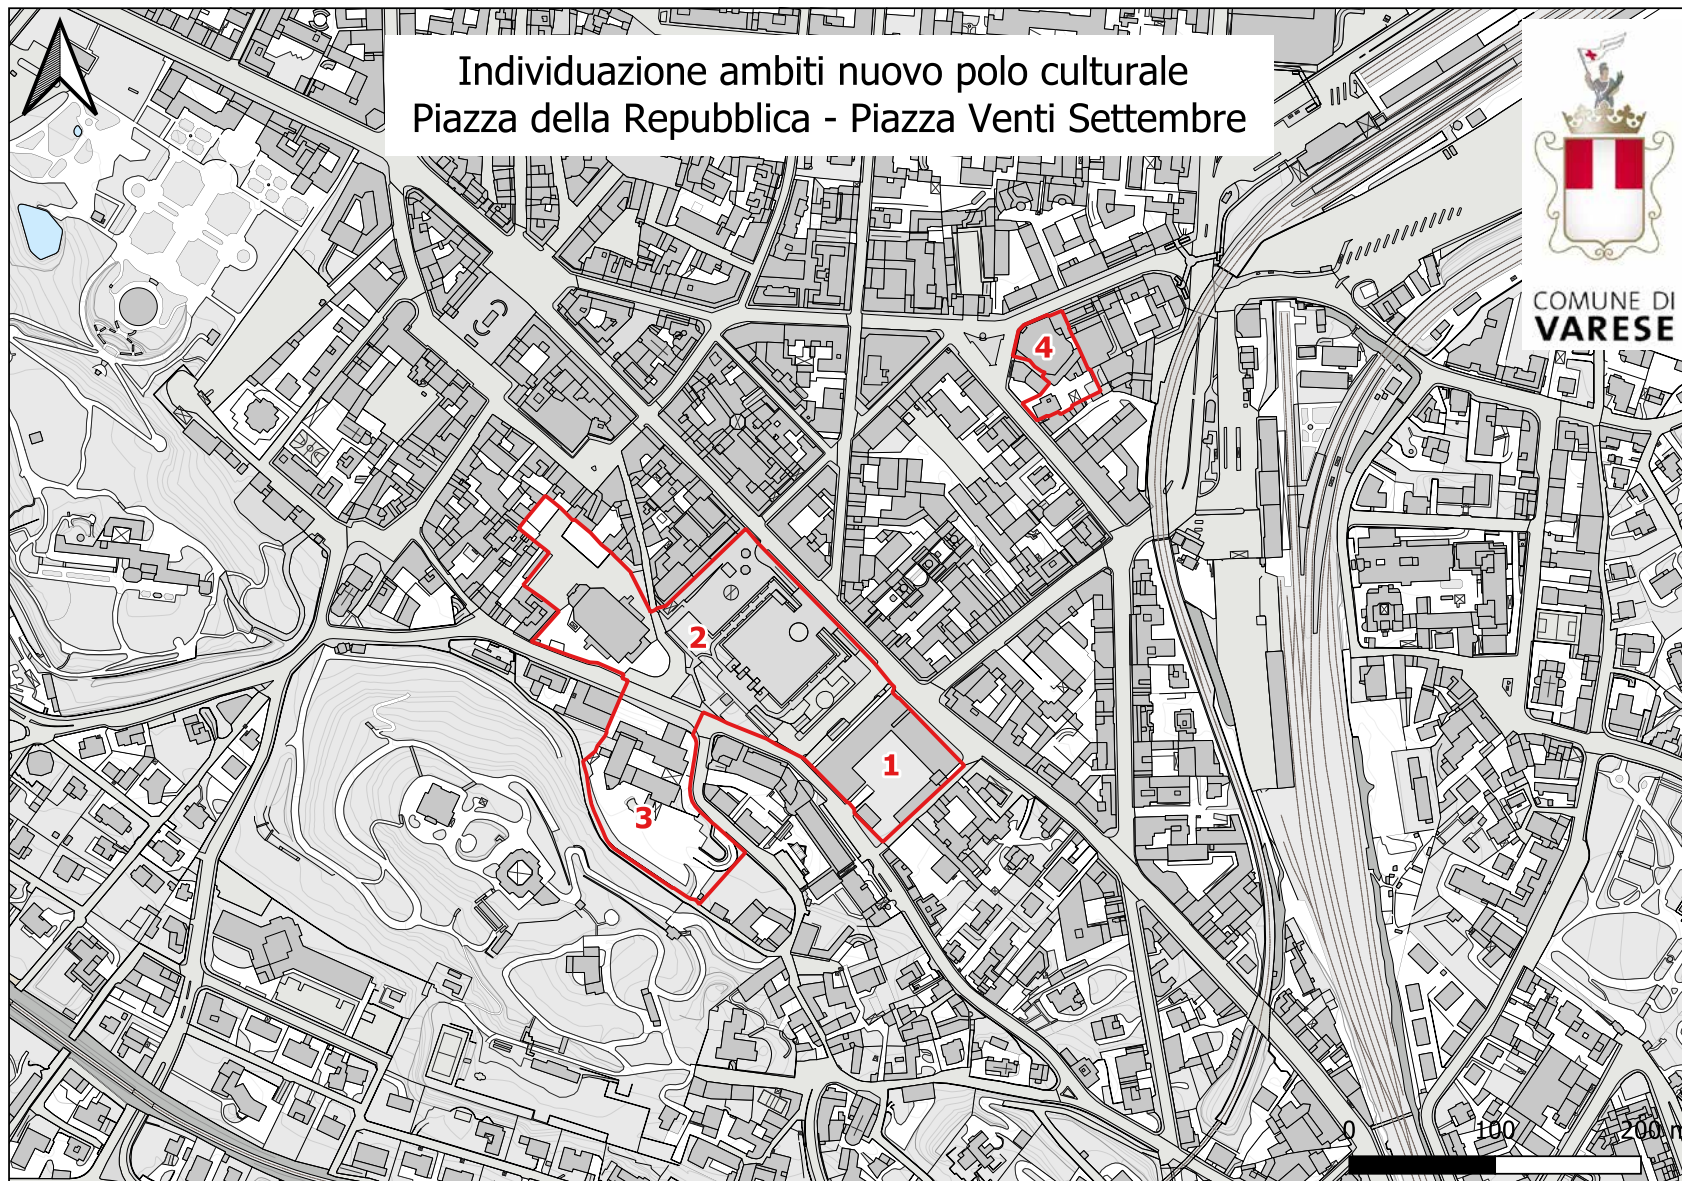 Individuazione ambiti nuovo polo culturale
Piazza della Repubblica - Piazza Venti Settembre
COMUNE DI
VARESE
4
2
1
3
0 100 200 m